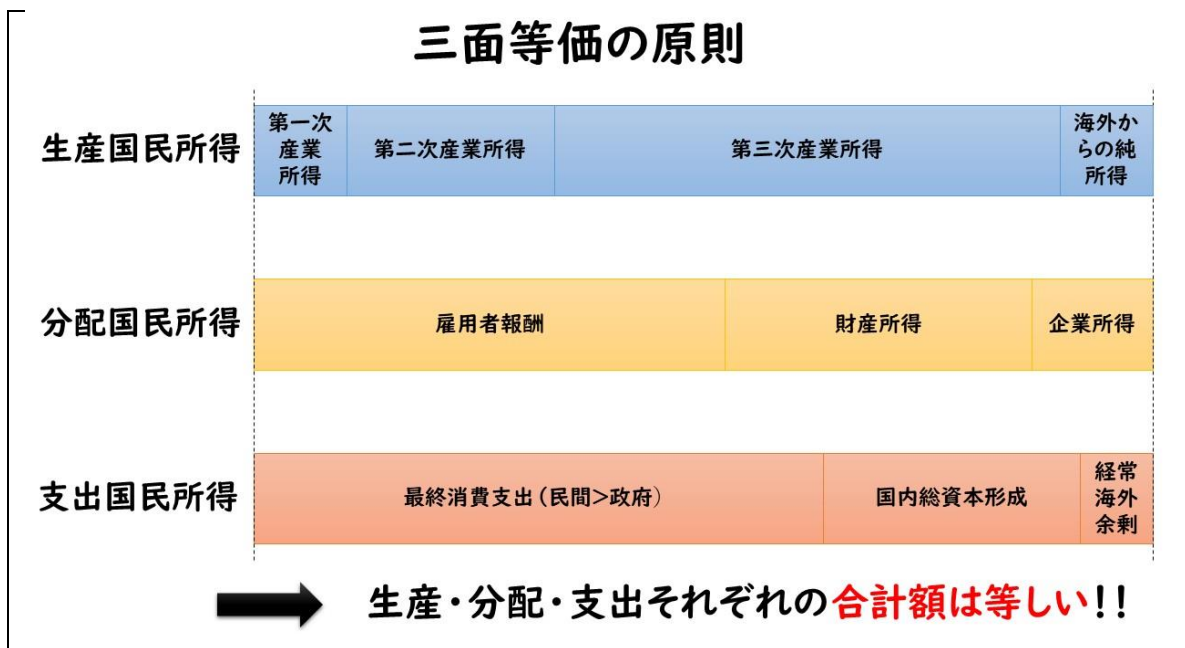 三面等価の原則
生産国民所得
第一次
産業
所得
第二次産業所得
第三次産業所得
海外か
らの純
所得
分配国民所得
雇用者報酬
財産所得
企業所得
支出国民所得
最終消費支出(民間>政府)
国内総資本形成
経常
海外
余剰
生産・分配・支出それぞれの合計額は等しい!!